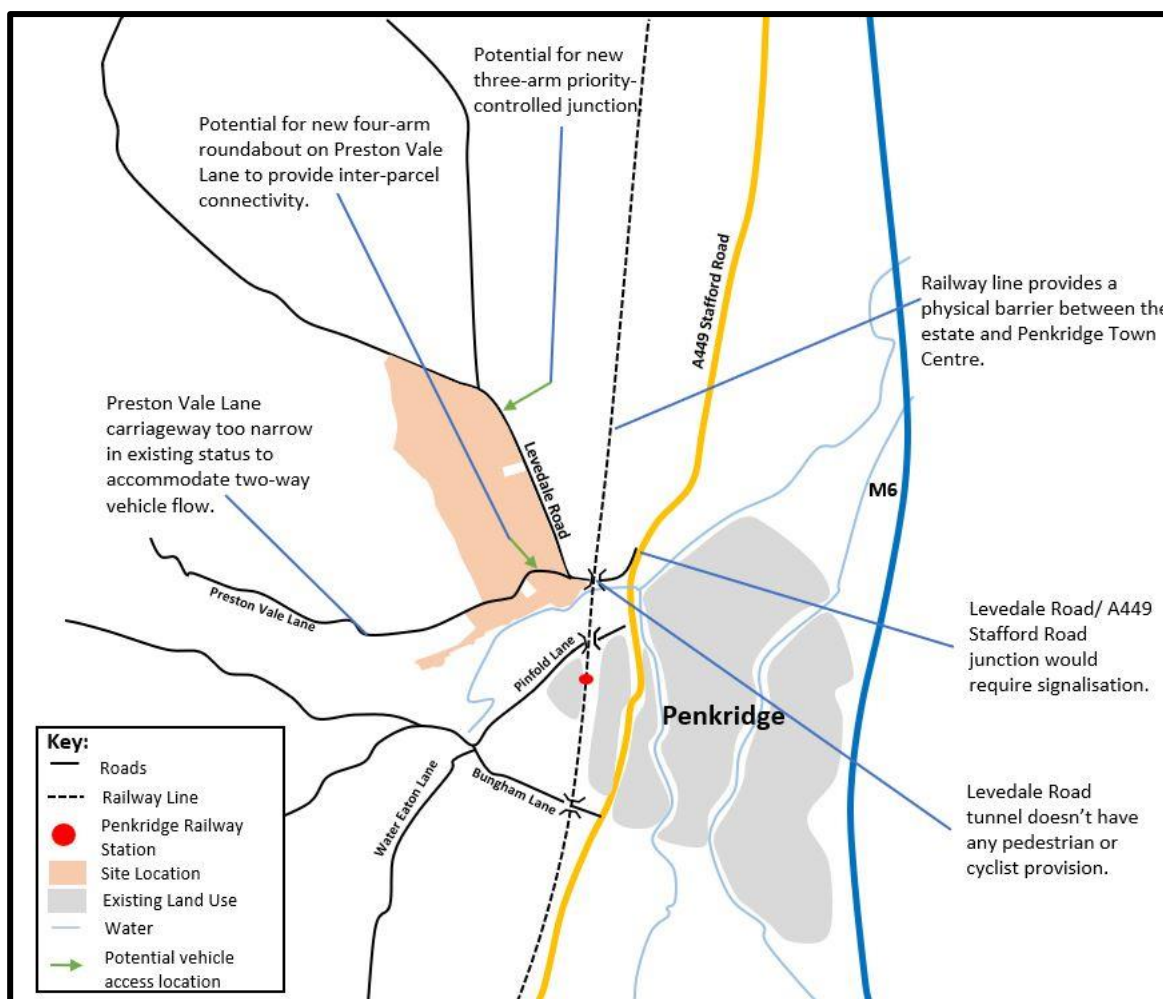 Potential for new
three-arm priority-
controlled junction
Potential for new four-arm
roundabout on Preston Vale
Lane to provide inter-parcel
connectivity.
A449 Stafford Road
Railway line provides a
physical barrier between the
estate and Penkridge Town
Centre.
Preston Vale Lane
carriageway too narrow
in existing status to
accommodate two-way
vehicle flow.
Levedale Road
M6
Preston Vale Lane
Pinfold Lane
Levedale Road/ A449
Stafford Road
junction would
require signalisation.
Penkridge
Water Eaton Lane
Bungham Lane
Levedale Road
tunnel doesn't have
any pedestrian or
cyclist provision.
Key:
Roads
Railway Line
Penkridge Railway
Station
Site Location
Existing Land Use
Water
Potential vehicle
access location